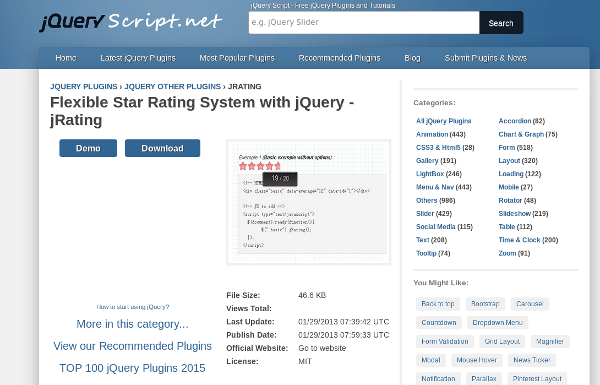 jQuery Script.net
jQuery Script - Free jQuery Plugins and Tutorials
e.g. jQuery Slider
Search
Home
Latest jQuery Plugins
Most Popular Plugins
Recommended Plugins
Blog
Submit Plugins & News
JQUERY PLUGINS › JQUERY OTHER PLUGINS › JRATING
Flexible Star Rating System with jQuery -
jRating
Demo
Download
Example 1 (Basic exemple without options)
19 / 20
How to start using jQuery?
More in this category...
View our Recommended Plugins
TOP 100 jQuery Plugins 2015
File Size: 46.6 KB
Views Total:
Last Update: 01/29/2013 07:39:42 UTC
Publish Date: 01/29/2013 07:59:33 UTC
Official Website: Go to website
License: MIT
Categories:
All jQuery Plugins
Accordion (82)
Animation (443)
Chart & Graph (75)
CSS3 & Html5 (28)
Form (518)
Gallery (191)
Layout (320)
LightBox (246)
Loading (122)
Menu & Nav (443)
Mobile (27)
Others (986)
Rotator (48)
Slider (429)
Slideshow (219)
Social Media (115)
Table (112)
Text (208)
Time & Clock (200)
Tooltip (74)
Zoom (91)
You Might Like:
Back to top
Bootstrap
Carousel
Countdown
Dropdown Menu
Form Validation
Grid Layout
Magnifier
Modal
Mouse Hover
News Ticker
Notification
Parallax
Pinterest Layout